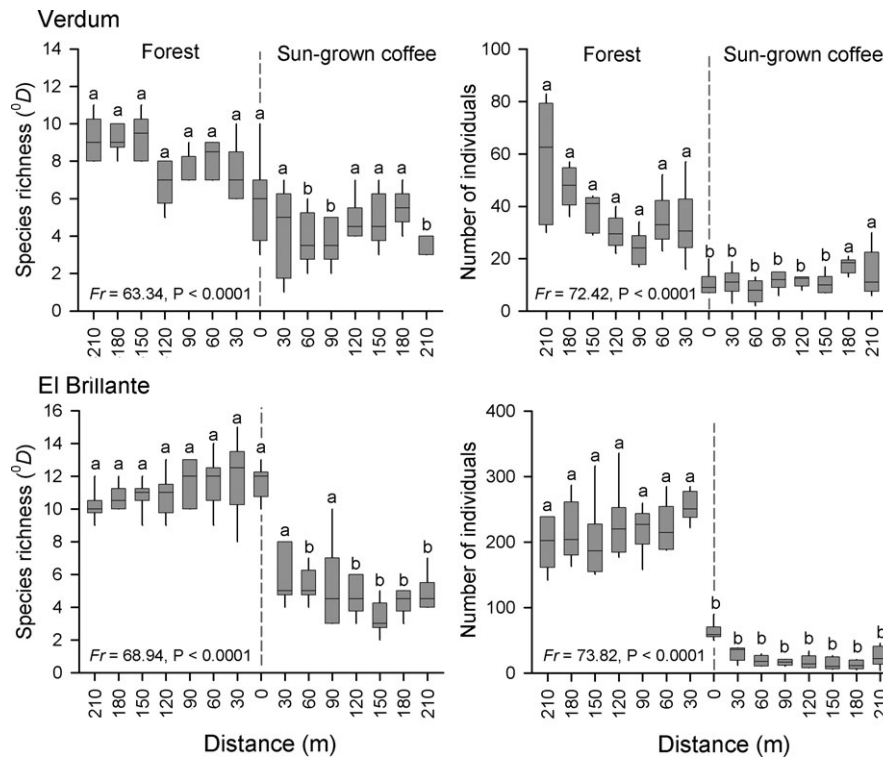 Verdum
Forest Sun-grown coffee
Species richness (⁰D)
14
12
10
8
6
4
2
0
a a a a a a a a a b b a a a b
Fr = 63.34, P < 0.0001
210 180 150 120 90 60 30 0 30 60 90 120 150 180 210
Forest Sun-grown coffee
Number of individuals
100
80
60
40
20
0
a a a a a a a b b b b b b a a
Fr = 72.42, P < 0.0001
210 180 150 120 90 60 30 0 30 60 90 120 150 180 210
El Brillante
Species richness (⁰D)
16
14
12
10
8
6
4
2
0
a a a a a a a a a b a b b b b
Fr = 68.94, P < 0.0001
210 180 150 120 90 60 30 0 30 60 90 120 150 180 210
Distance (m)
Number of individuals
400
300
200
100
0
a a a a a a a b b b b b b b b
Fr = 73.82, P < 0.0001
210 180 150 120 90 60 30 0 30 60 90 120 150 180 210
Distance (m)